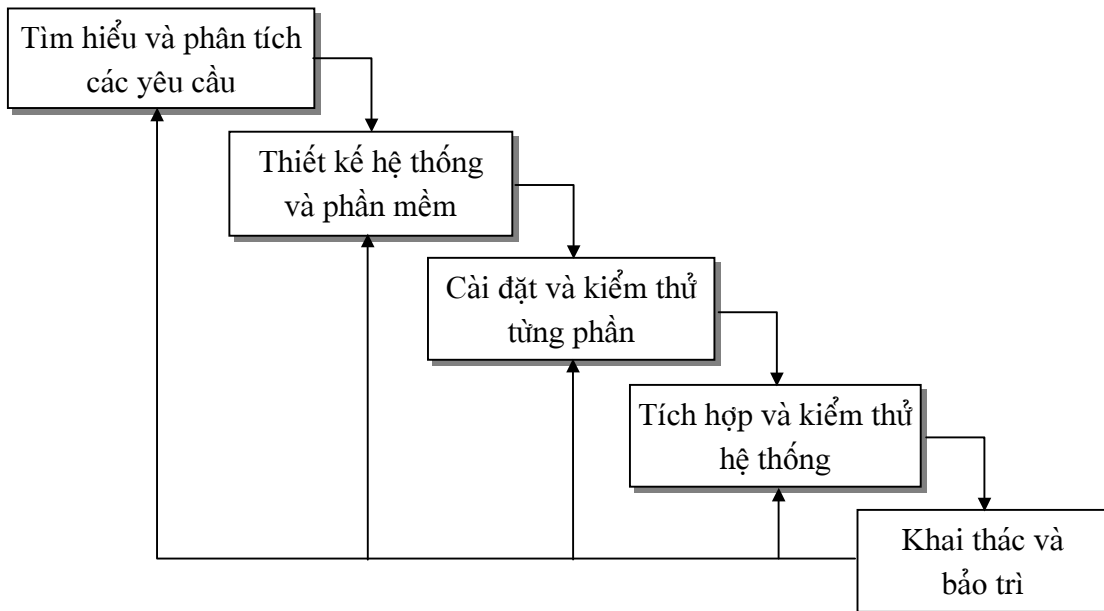 Tìm hiểu và phân tích
các yêu cầu
Thiết kế hệ thống
và phần mềm
Cài đặt và kiểm thử
từng phần
Tích hợp và kiểm thử
hệ thống
Khai thác và
bảo trì